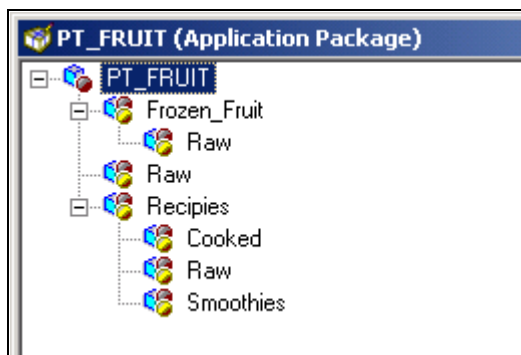 PT_FRUIT (Application Package)
PT_FRUIT
Frozen_Fruit
Raw
Raw
Recipies
Cooked
Raw
Smoothies